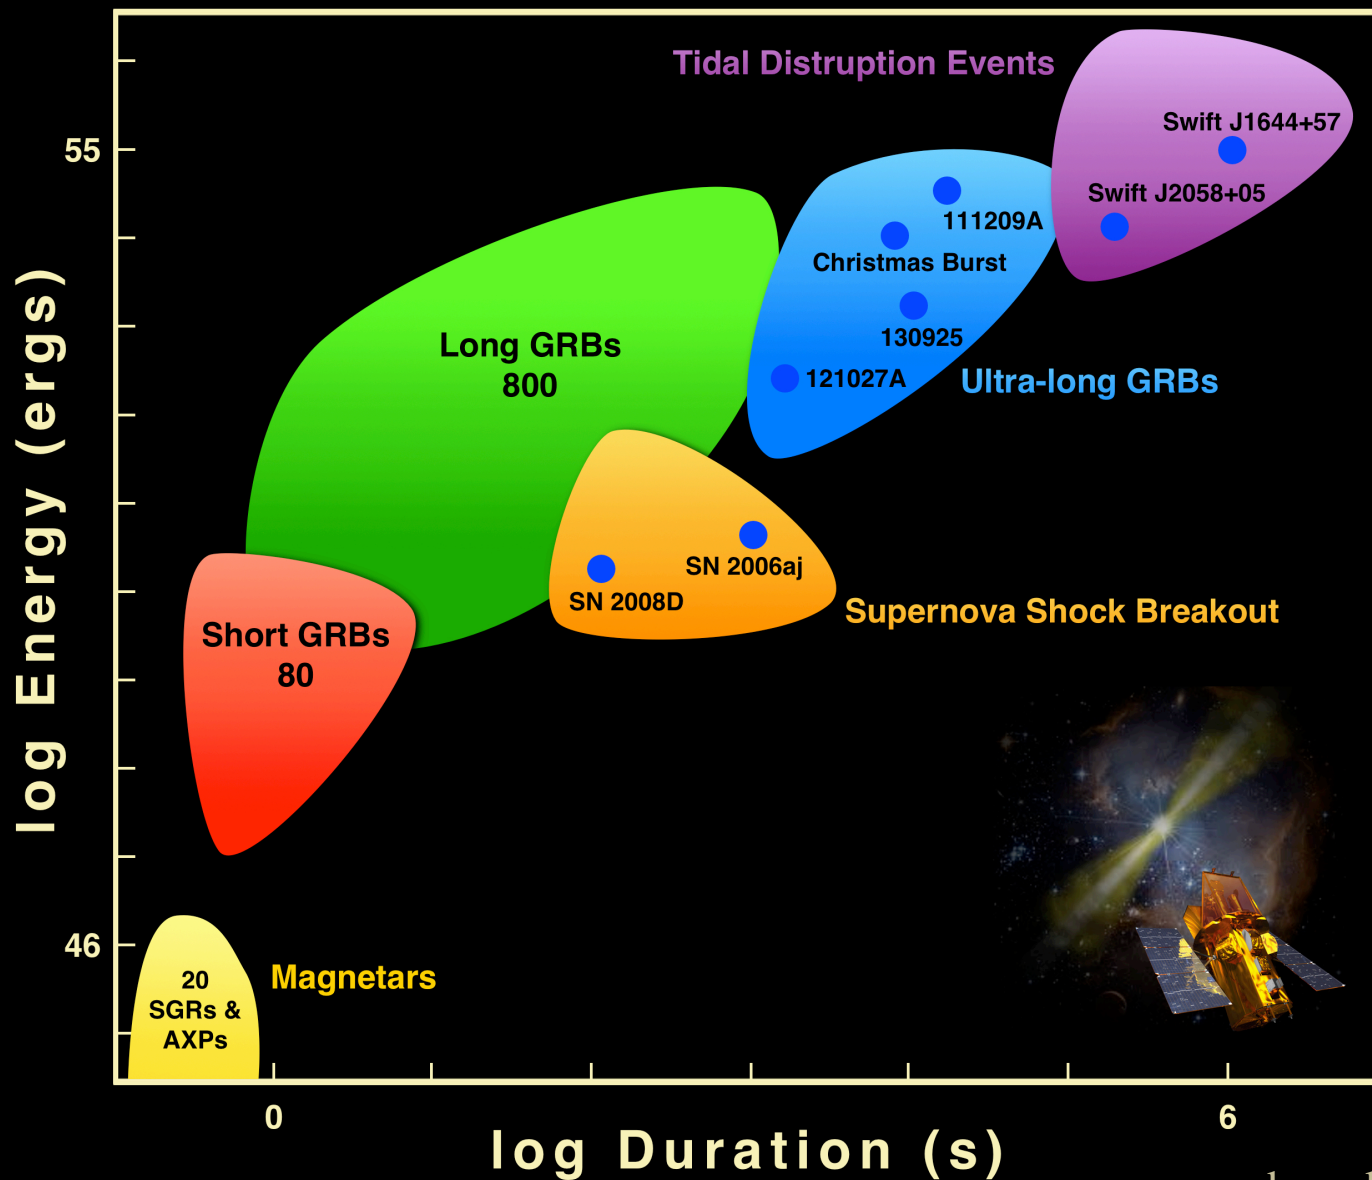 Tidal Distruption Events
Swift J1644+57
55
Swift J2058+05
111209A
Christmas Burst
130925
Long GRBs
800
121027A
Ultra-long GRBs
SN 2006aj
SN 2008D
Supernova Shock Breakout
Short GRBs
80
log Energy (ergs)
46
20
SGRs &
AXPs
Magnetars
0
6
log Duration (s)